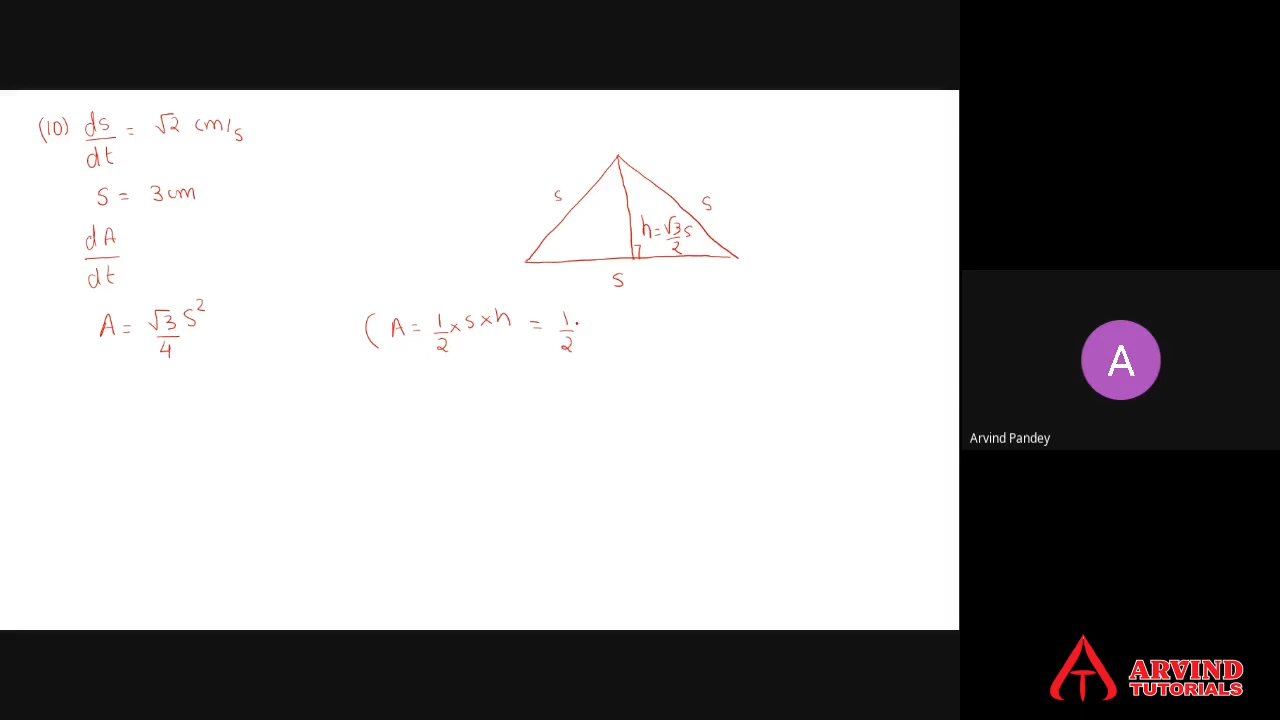 (10) ds/dt = √2 cm/s
s = 3cm
dA/dt
A = √3/4 s²
(A = 1/2 × s × h = 1/2 ·
s
s
h = √3/2 s
s
A
Arvind Pandey
ARVIND
TUTORIALS